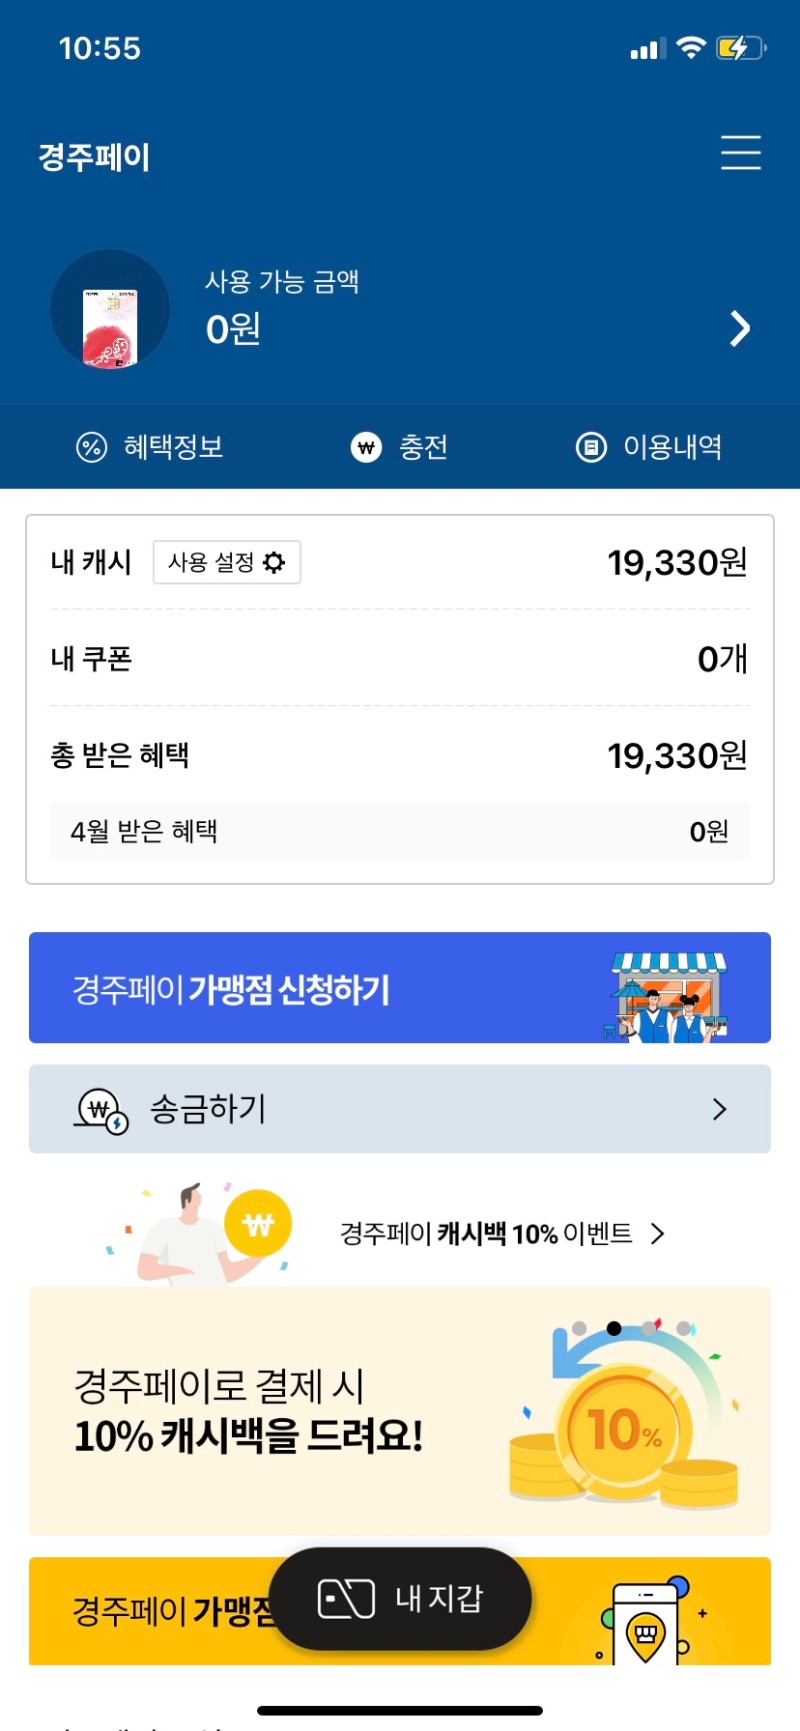 10:55
경주페이
사용 가능 금액
0원
혜택정보
충전
이용내역
내 캐시 사용 설정 19,330원
내 쿠폰 0개
총 받은 혜택 19,330원
4월 받은 혜택 0원
경주페이 가맹점 신청하기
송금하기
경주페이 캐시백 10% 이벤트
경주페이로 결제 시
10% 캐시백을 드려요!
10%
경주페이 가맹점
내 지갑